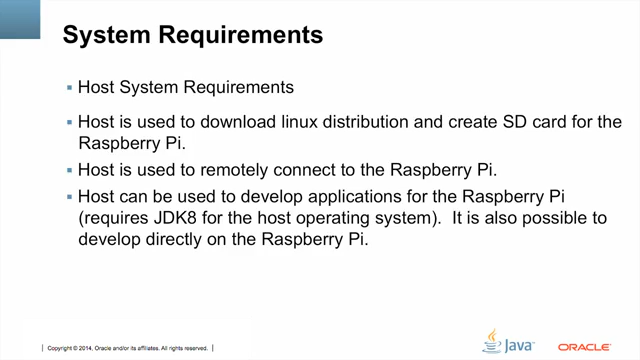 System Requirements
Host System Requirements
Host is used to download linux distribution and create SD card for the
Raspberry Pi.
Host is used to remotely connect to the Raspberry Pi.
Host can be used to develop applications for the Raspberry Pi
(requires JDK8 for the host operating system).  It is also possible to
develop directly on the Raspberry Pi.
Copyright © 2014, Oracle and/or its affiliates. All rights reserved.
Java™
ORACLE